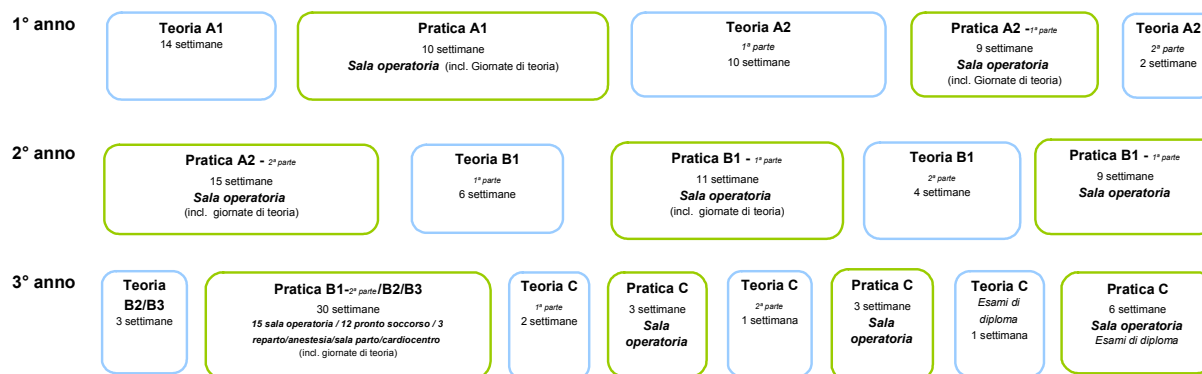 1° anno
Teoria A1
14 settimane
Pratica A1
10 settimane
Sala operatoria (incl. Giornate di teoria)
Teoria A2
1ª parte
10 settimane
Pratica A2 -1ª parte
9 settimane
Sala operatoria
(incl. Giornate di teoria)
Teoria A2
2ª parte
2 settimane
2° anno
Pratica A2 - 2ª parte
15 settimane
Sala operatoria
(incl. giornate di teoria)
Teoria B1
1ª parte
6 settimane
Pratica B1 - 1ª parte
11 settimane
Sala operatoria
(incl. giornate di teoria)
Teoria B1
2ª parte
4 settimane
Pratica B1 - 1ª parte
9 settimane
Sala operatoria
3° anno
Teoria
B2/B3
3 settimane
Pratica B1-2ª parte/B2/B3
30 settimane
15 sala operatoria / 12 pronto soccorso / 3
reparto/anestesia/sala parto/cardiocentro
(incl. giornate di teoria)
Teoria C
1ª parte
2 settimane
Pratica C
3 settimane
Sala
operatoria
Teoria C
2ª parte
1 settimana
Pratica C
3 settimane
Sala
operatoria
Teoria C
Esami di
diploma
1 settimana
Pratica C
6 settimane
Sala operatoria
Esami di diploma